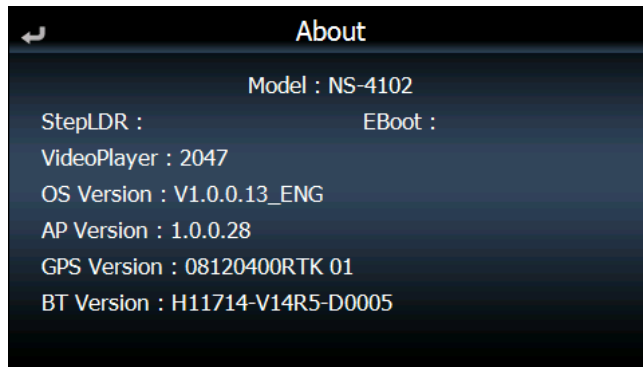 About
Model : NS-4102
StepLDR : EBoot :
VideoPlayer : 2047
OS Version : V1.0.0.13_ENG
AP Version : 1.0.0.28
GPS Version : 08120400RTK 01
BT Version : H11714-V14R5-D0005